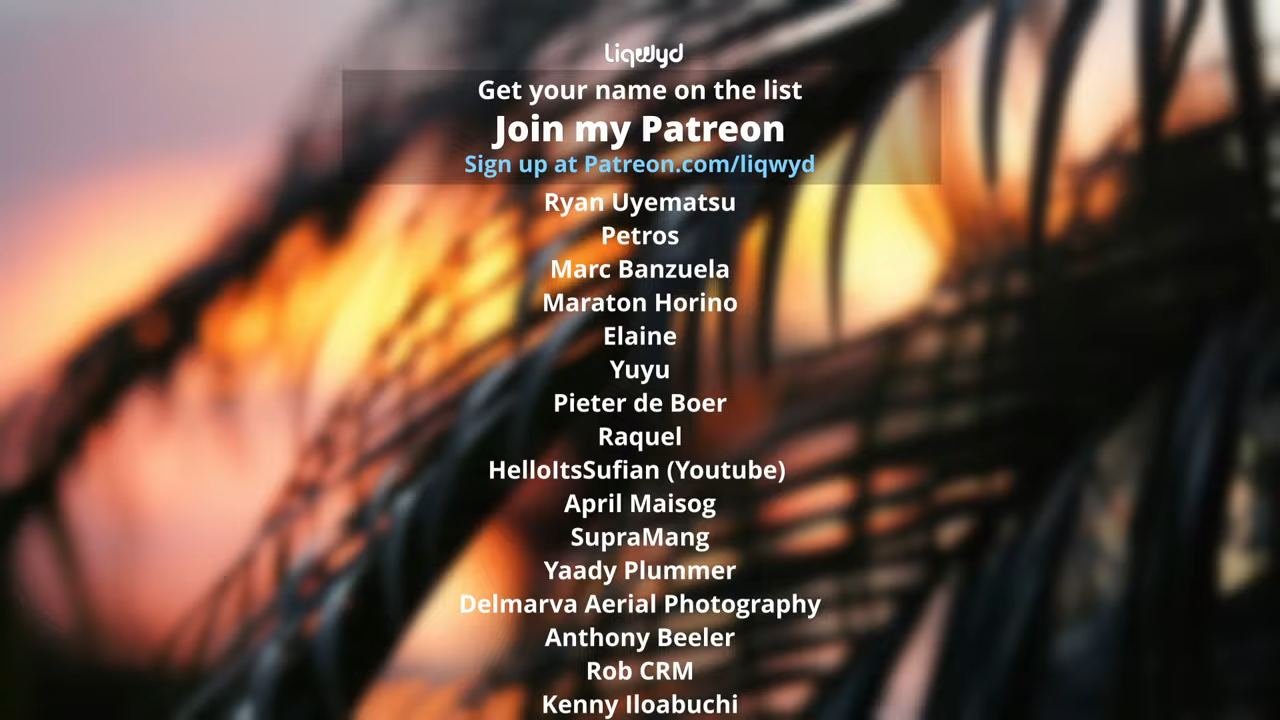 Liqwyd
Get your name on the list
Join my Patreon
Sign up at Patreon.com/liqwyd
Ryan Uyematsu
Petros
Marc Banzuela
Maraton Horino
Elaine
Yuyu
Pieter de Boer
Raquel
HelloItsSufian (Youtube)
April Maisog
SupraMang
Yaady Plummer
Delmarva Aerial Photography
Anthony Beeler
Rob CRM
Kenny Iloabuchi